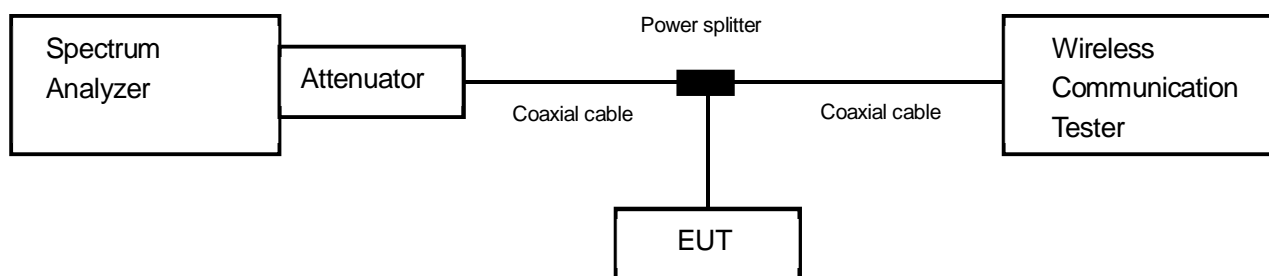 Power splitter
Spectrum
Analyzer
Attenuator
Coaxial cable
Coaxial cable
Wireless
Communication
Tester
EUT